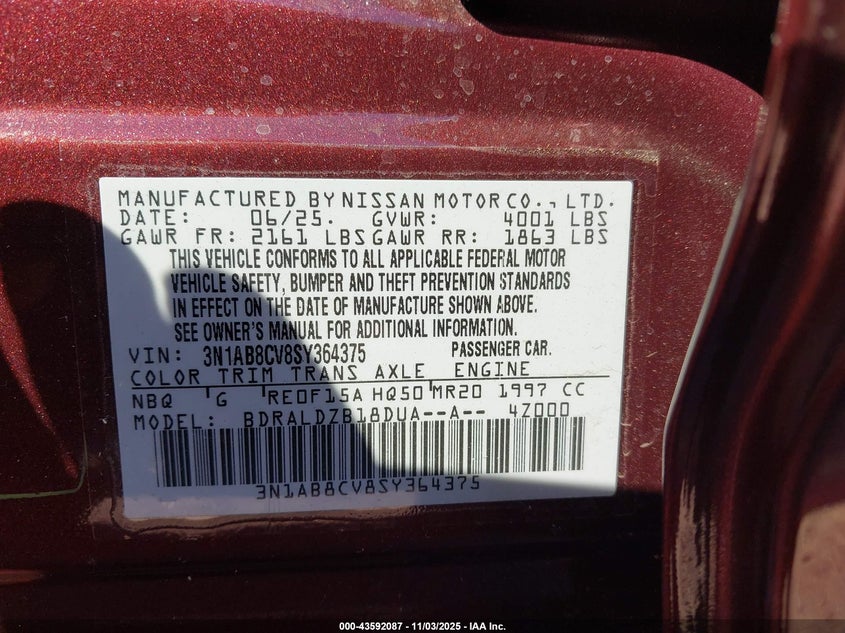 MANUFACTURED BY NISSAN MOTOR CO., LTD.
DATE: 06/25. GVWR: 4001 LBS
GAWR FR: 2161 LBS GAWR RR: 1863 LBS
THIS VEHICLE CONFORMS TO ALL APPLICABLE FEDERAL MOTOR
VEHICLE SAFETY, BUMPER AND THEFT PREVENTION STANDARDS
IN EFFECT ON THE DATE OF MANUFACTURE SHOWN ABOVE.
SEE OWNER'S MANUAL FOR ADDITIONAL INFORMATION.
VIN: 3N1AB8CV8SY364375 PASSENGER CAR.
COLOR TRIM TRANS AXLE ENGINE
NBQ G RE0F15A HQ50 MR20 1997 CC
MODEL: BDRALDZB18DUA--A-- 4Z000
3N1AB8CV8SY364375
000-43592087 - 11/03/2025 - IAA Inc.